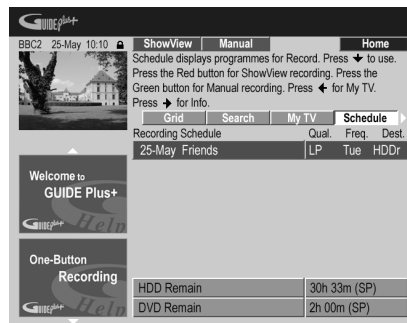 GUIDE Plus+
BBC2 25-May 10:10
ShowView Manual Home
Schedule displays programmes for Record. Press to use.
Press the Red button for ShowView recording. Press the
Green button for Manual recording. Press for My TV.
Press for Info.
Grid Search My TV Schedule
Recording Schedule Qual. Freq. Dest.
25-May Friends LP Tue HDDr
Welcome to
GUIDE Plus+
GUIDE Plus+ Help
One-Button
Recording
GUIDE Plus+ Help
HDD Remain 30h 33m (SP)
DVD Remain 2h 00m (SP)